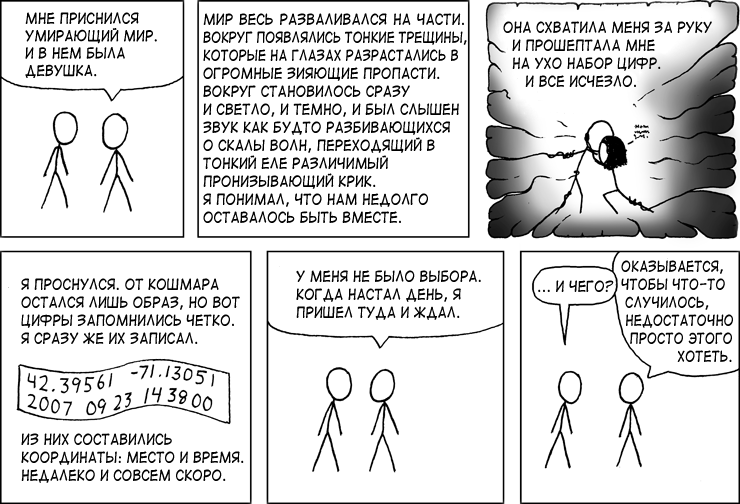 МНЕ ПРИСНИЛСЯ
УМИРАЮЩИЙ МИР.
И В НЕМ БЫЛА
ДЕВУШКА.
МИР ВЕСЬ РАЗВАЛИВАЛСЯ НА ЧАСТИ.
ВОКРУГ ПОЯВЛЯЛИСЬ ТОНКИЕ ТРЕЩИНЫ,
КОТОРЫЕ НА ГЛАЗАХ РАЗРАСТАЛИСЬ В
ОГРОМНЫЕ ЗИЯЮЩИЕ ПРОПАСТИ.
ВОКРУГ СТАНОВИЛОСЬ СРАЗУ
И СВЕТЛО, И ТЕМНО, И БЫЛ СЛЫШЕН
ЗВУК КАК БУДТО РАЗБИВАЮЩИХСЯ
О СКАЛЫ ВОЛН, ПЕРЕХОДЯЩИЙ В
ТОНКИЙ ЕЛЕ РАЗЛИЧИМЫЙ
ПРОНИЗЫВАЮЩИЙ КРИК.
Я ПОНИМАЛ, ЧТО НАМ НЕДОЛГО
ОСТАВАЛОСЬ БЫТЬ ВМЕСТЕ.
ОНА СХВАТИЛА МЕНЯ ЗА РУКУ
И ПРОШЕПТАЛА МНЕ
НА УХО НАБОР ЦИФР.
И ВСЕ ИСЧЕЗЛО.
Я ПРОСНУЛСЯ. ОТ КОШМАРА
ОСТАЛСЯ ЛИШЬ ОБРАЗ, НО ВОТ
ЦИФРЫ ЗАПОМНИЛИСЬ ЧЕТКО.
Я СРАЗУ ЖЕ ИХ ЗАПИСАЛ.
42.39561 -71.13051
2007 09 23 14 38 00
ИЗ НИХ СОСТАВИЛИСЬ
КООРДИНАТЫ: МЕСТО И ВРЕМЯ.
НЕДАЛЕКО И СОВСЕМ СКОРО.
У МЕНЯ НЕ БЫЛО ВЫБОРА.
КОГДА НАСТАЛ ДЕНЬ, Я
ПРИШЕЛ ТУДА И ЖДАЛ.
... И ЧЕГО?
ОКАЗЫВАЕТСЯ,
ЧТОБЫ ЧТО-ТО
СЛУЧИЛОСЬ,
НЕДОСТАТОЧНО
ПРОСТО ЭТОГО
ХОТЕТЬ.